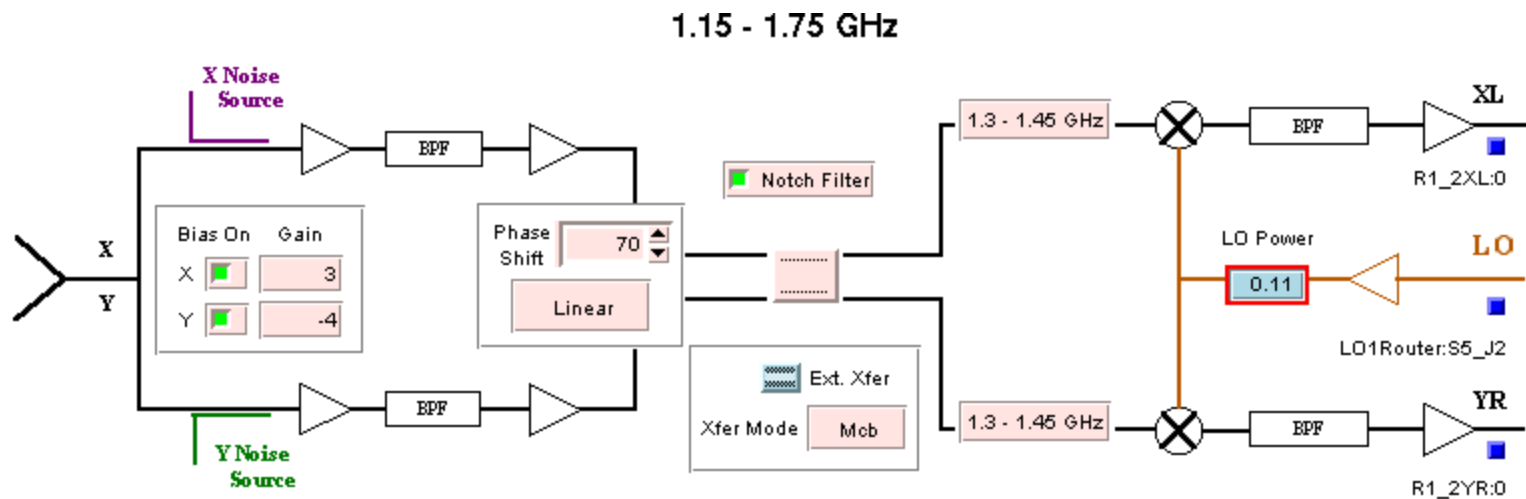 1.15 - 1.75 GHz
X Noise
Source
XL
1.3 - 1.45 GHz
BPF
BPF
Notch Filter
R1_2XL:0
Bias On Gain
Phase
Shift
70
X
LO Power
LO
X 3
0.11
Y
Y -4
Linear
LO1Router:S5_J2
Ext. Xfer
Xfer Mode Mcb
BPF
1.3 - 1.45 GHz
BPF
YR
Y Noise
Source
R1_2YR:0